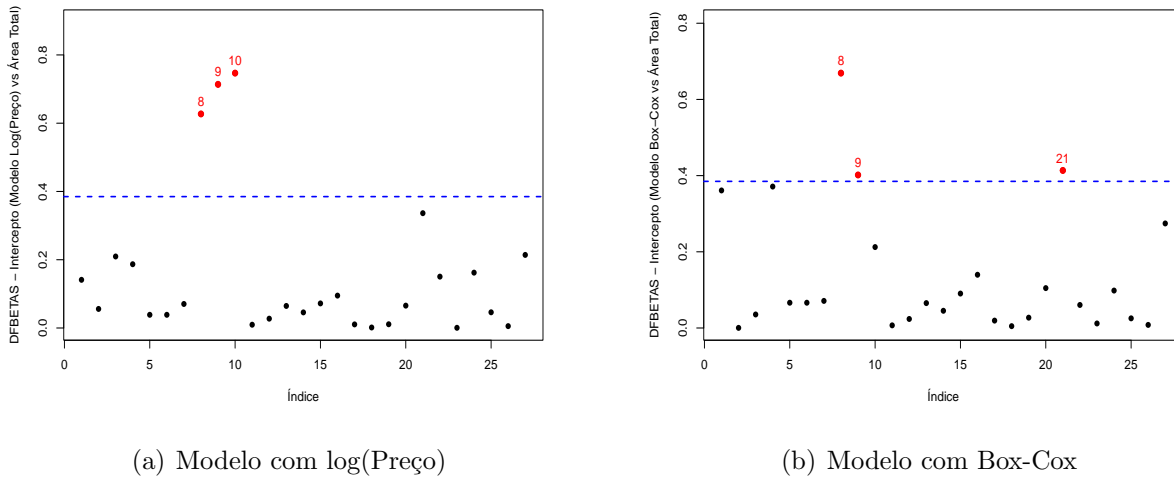 DFBETAS − Intercepto (Modelo Log(Preço) vs Área Total)
0.8
0.6
0.4
0.2
0.0
8
9
10
0 5 10 15 20 25
Índice
(a) Modelo com log(Preço)
DFBETAS − Intercepto (Modelo Box−Cox vs Área Total)
0.8
0.6
0.4
0.2
0.0
8
9
21
0 5 10 15 20 25
Índice
(b) Modelo com Box-Cox